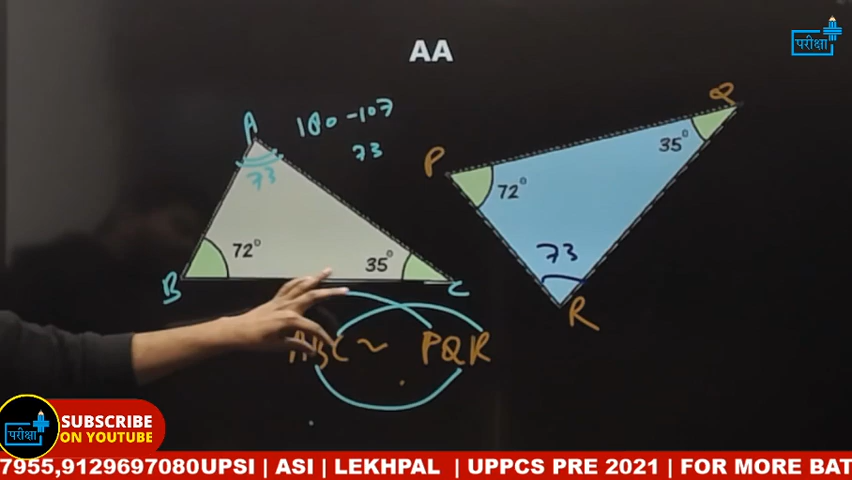 AA
परीक्षा
A
180-107
73
73
B
72°
35°
C
P
Q
72°
35°
73
R
ABC ~ PQR
परीक्षा
SUBSCRIBE
ON YOUTUBE
7955,9129697080UPSI | ASI | LEKHPAL | UPPCS PRE 2021 | FOR MORE BAT